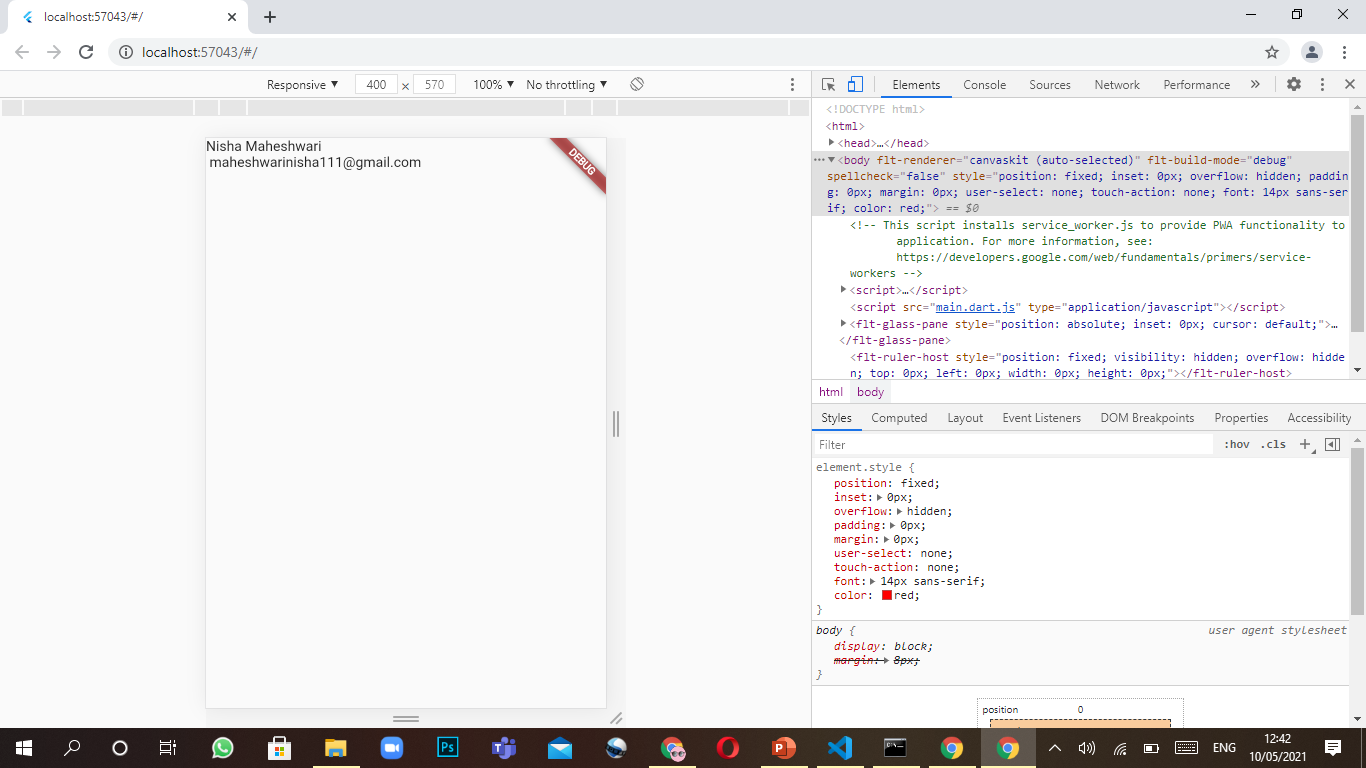 localhost:57043/#/
localhost:57043/#/
Responsive 400 × 570 100% No throttling
Elements Console Sources Network Performance »
Nisha Maheshwari
maheshwarinisha111@gmail.com
DEBUG
<!DOCTYPE html>
<html>
<head>…</head>
…<body flt-renderer="canvaskit (auto-selected)" flt-build-mode="debug"
spellcheck="false" style="position: fixed; inset: 0px; overflow: hidden; paddin
g: 0px; margin: 0px; user-select: none; touch-action: none; font: 14px sans-ser
if; color: red;"> == $0
<!-- This script installs service_worker.js to provide PWA functionality to
application. For more information, see:
https://developers.google.com/web/fundamentals/primers/service-
workers -->
<script>…</script>
<script src="main.dart.js" type="application/javascript"></script>
<flt-glass-pane style="position: absolute; inset: 0px; cursor: default;">…
</flt-glass-pane>
<flt-ruler-host style="position: fixed; visibility: hidden; overflow: hidde
n; top: 0px; left: 0px; width: 0px; height: 0px;"></flt-ruler-host>
html body
Styles Computed Layout Event Listeners DOM Breakpoints Properties Accessibility
Filter :hov .cls +
element.style {
position: fixed;
inset: 0px;
overflow: hidden;
padding: 0px;
margin: 0px;
user-select: none;
touch-action: none;
font: 14px sans-serif;
color: red;
}
body { user agent stylesheet
display: block;
margin: 8px;
}
position 0
Ps P ENG 12:42
10/05/2021